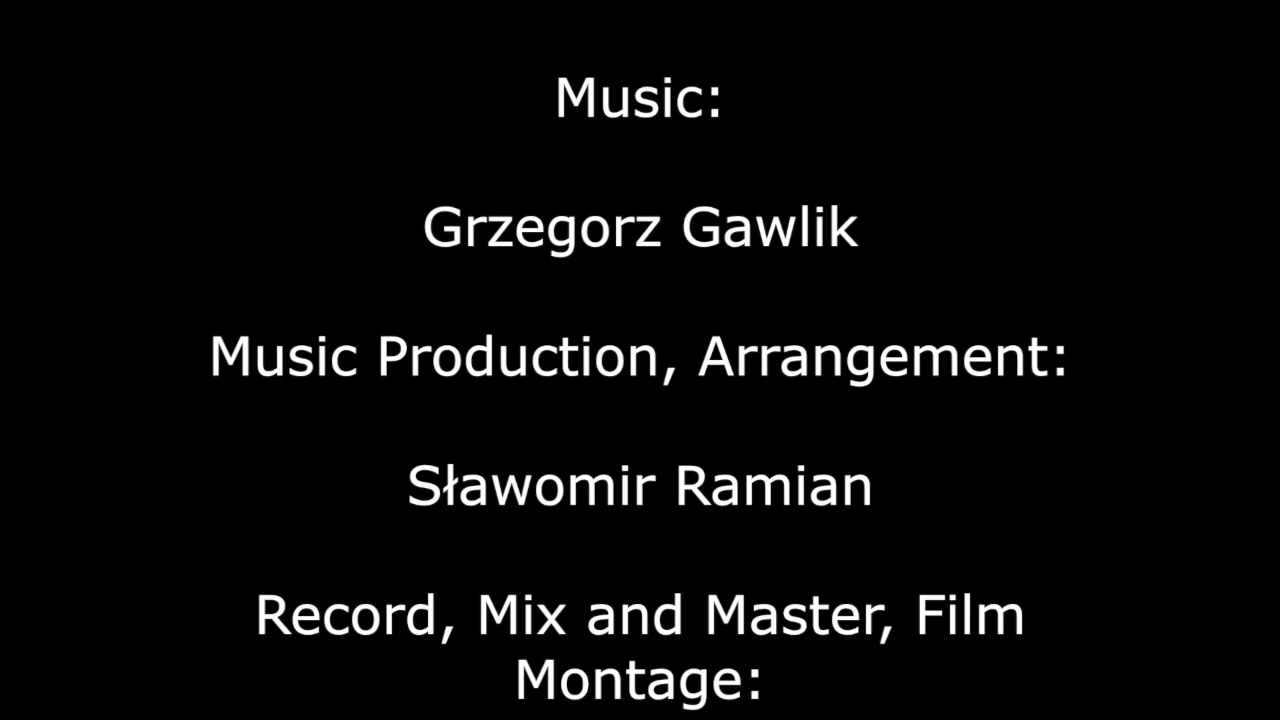 Music:
Grzegorz Gawlik
Music Production, Arrangement:
Sławomir Ramian
Record, Mix and Master, Film
Montage: